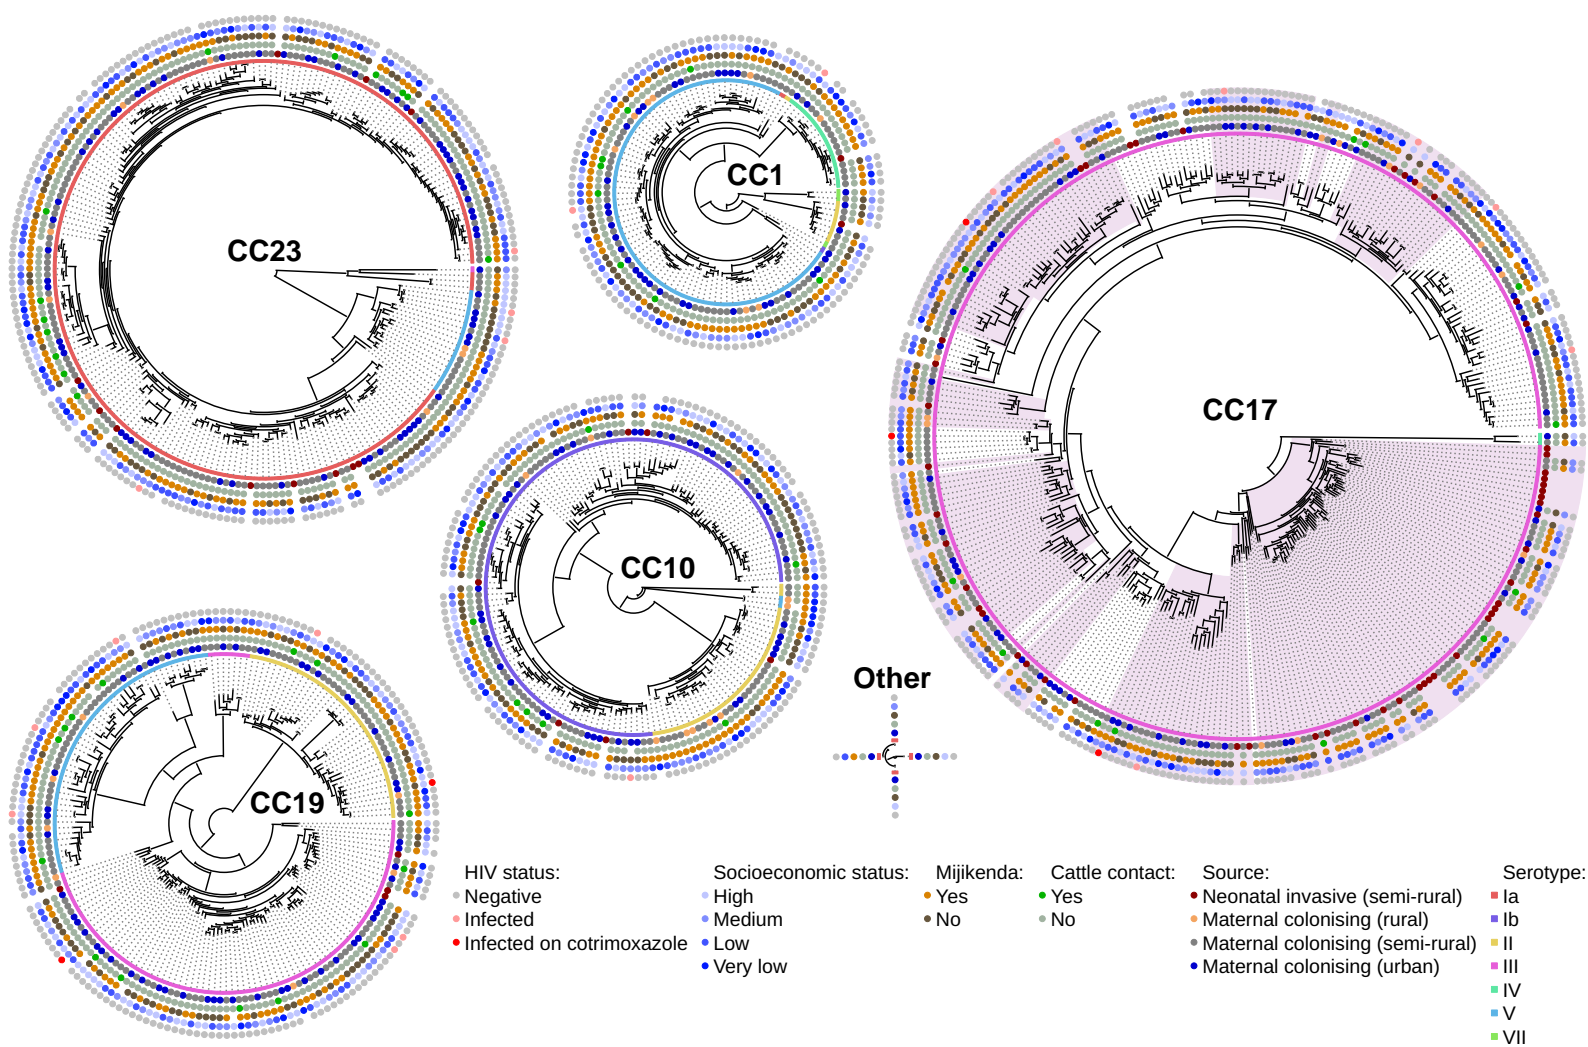 CC23
CC1
CC17
CC10
Other
CC19
HIV status:
Negative
Infected
Infected on cotrimoxazole
Socioeconomic status:
High
Medium
Low
Very low
Mijikenda:
Yes
No
Cattle contact:
Yes
No
Source:
Neonatal invasive (semi-rural)
Maternal colonising (rural)
Maternal colonising (semi-rural)
Maternal colonising (urban)
Serotype:
Ia
Ib
II
III
IV
V
VII